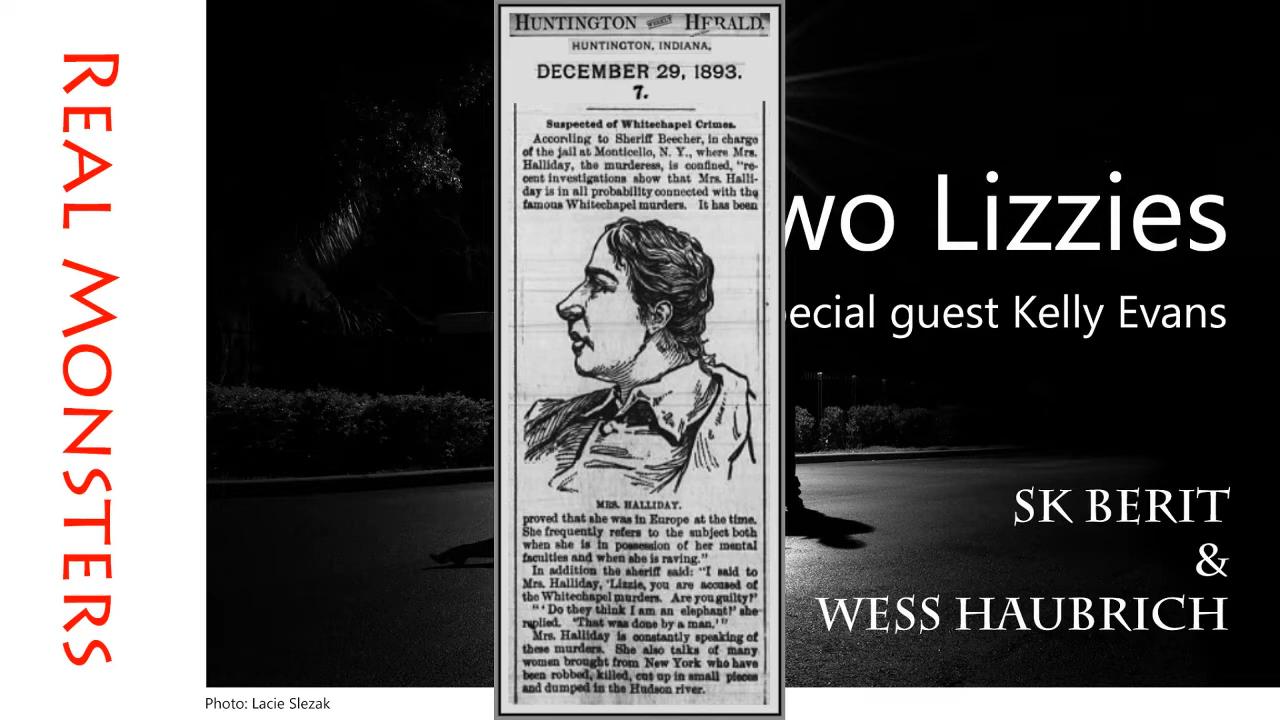 REAL MONSTERS
HUNTINGTON WEEKLY HERALD.
HUNTINGTON, INDIANA,
DECEMBER 29, 1893.
7.
Suspected of Whitechapel Crimes.
According to Sheriff Beecher, in charge
of the jail at Monticello, N. Y., where Mrs.
Halliday, the murderess, is confined, "re-
cent investigations show that Mrs. Halli-
day is in all probability connected with the
famous Whitechapel murders. It has been
MRS. HALLIDAY.
proved that she was in Europe at the time.
She frequently refers to the subject both
when she is in possession of her mental
faculties and when she is raving."
In addition the sheriff said: "I said to
Mrs. Halliday, 'Lizzie, you are accused of
the Whitechapel murders. Are you guilty?'
"'Do they think I am an elephant?' she
replied. 'That was done by a man.'"
Mrs. Halliday is constantly speaking of
these murders. She also talks of many
women brought from New York who have
been robbed, killed, cut up in small pieces
and dumped in the Hudson river.
wo Lizzies
pecial guest Kelly Evans
SK BERIT
&
WESS HAUBRICH
Photo: Lacie Slezak